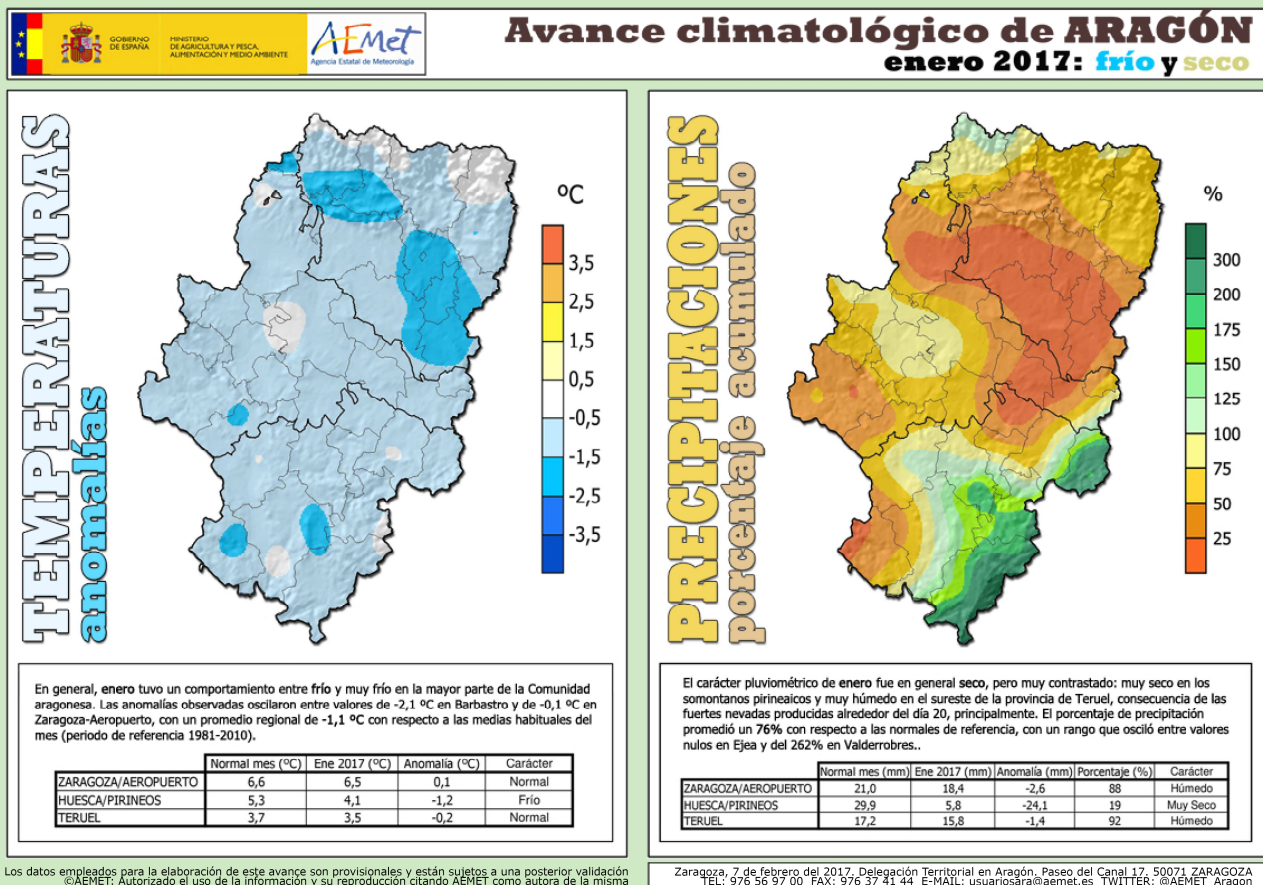 GOBIERNO
DE ESPAÑA
MINISTERIO
DE AGRICULTURA Y PESCA,
ALIMENTACIÓN Y MEDIO AMBIENTE
AEMet
Agencia Estatal de Meteorología
Avance climatológico de ARAGÓN
enero 2017: frío y seco
TEMPERATURAS
anomalías
ºC
3,5
2,5
1,5
0,5
-0,5
-1,5
-2,5
-3,5
En general, enero tuvo un comportamiento entre frío y muy frío en la mayor parte de la Comunidad
aragonesa. Las anomalías observadas oscilaron entre valores de -2,1 ºC en Barbastro y de -0,1 ºC en
Zaragoza-Aeropuerto, con un promedio regional de -1,1 ºC con respecto a las medias habituales del
mes (periodo de referencia 1981-2010).
Normal mes (ºC) Ene 2017 (ºC) Anomalía (ºC) Carácter
ZARAGOZA/AEROPUERTO 6,6 6,5 0,1 Normal
HUESCA/PIRINEOS 5,3 4,1 -1,2 Frío
TERUEL 3,7 3,5 -0,2 Normal
PRECIPITACIONES
porcentaje acumulado
%
300
200
175
150
125
100
75
50
25
El carácter pluviométrico de enero fue en general seco, pero muy contrastado: muy seco en los
somontanos pirineaicos y muy húmedo en el sureste de la provincia de Teruel, consecuencia de las
fuertes nevadas producidas alrededor del día 20, principalmente. El porcentaje de precipitación
promedió un 76% con respecto a las normales de referencia, con un rango que osciló entre valores
nulos en Ejea y del 262% en Valderrobres..
Normal mes (mm) Ene 2017 (mm) Anomalía (mm) Porcentaje (%) Carácter
ZARAGOZA/AEROPUERTO 21,0 18,4 -2,6 88 Húmedo
HUESCA/PIRINEOS 29,9 5,8 -24,1 19 Muy Seco
TERUEL 17,2 15,8 -1,4 92 Húmedo
Los datos empleados para la elaboración de este avance son provisionales y están sujetos a una posterior validación
©AEMET: Autorizado el uso de la información y su reproducción citando AEMET como autora de la misma
Zaragoza, 7 de febrero del 2017. Delegación Territorial en Aragón. Paseo del Canal 17. 50071 ZARAGOZA
TEL: 976 56 97 00 FAX: 976 37 41 44 E-MAIL: usuariosara@aemet.es TWITTER: @AEMET_Aragon